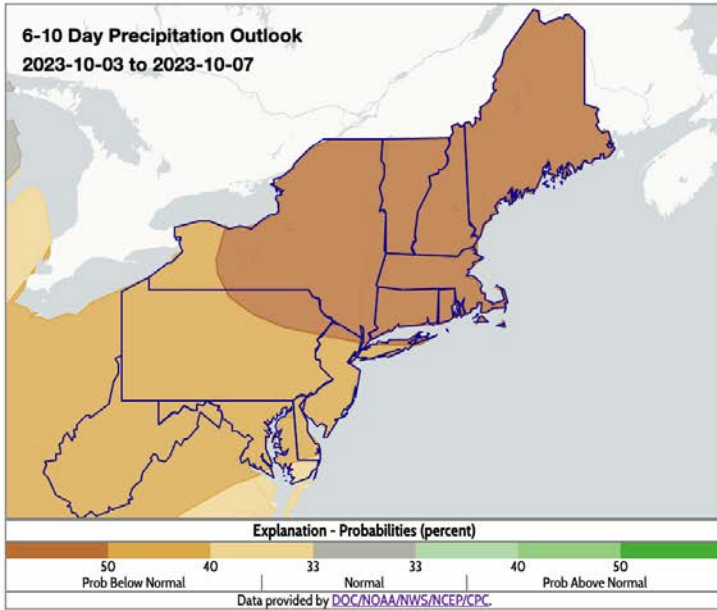 6-10 Day Precipitation Outlook
2023-10-03 to 2023-10-07
Explanation - Probabilities (percent)
50 40 33 33 40 50
Prob Below Normal | Normal | Prob Above Normal
Data provided by DOC/NOAA/NWS/NCEP/CPC.